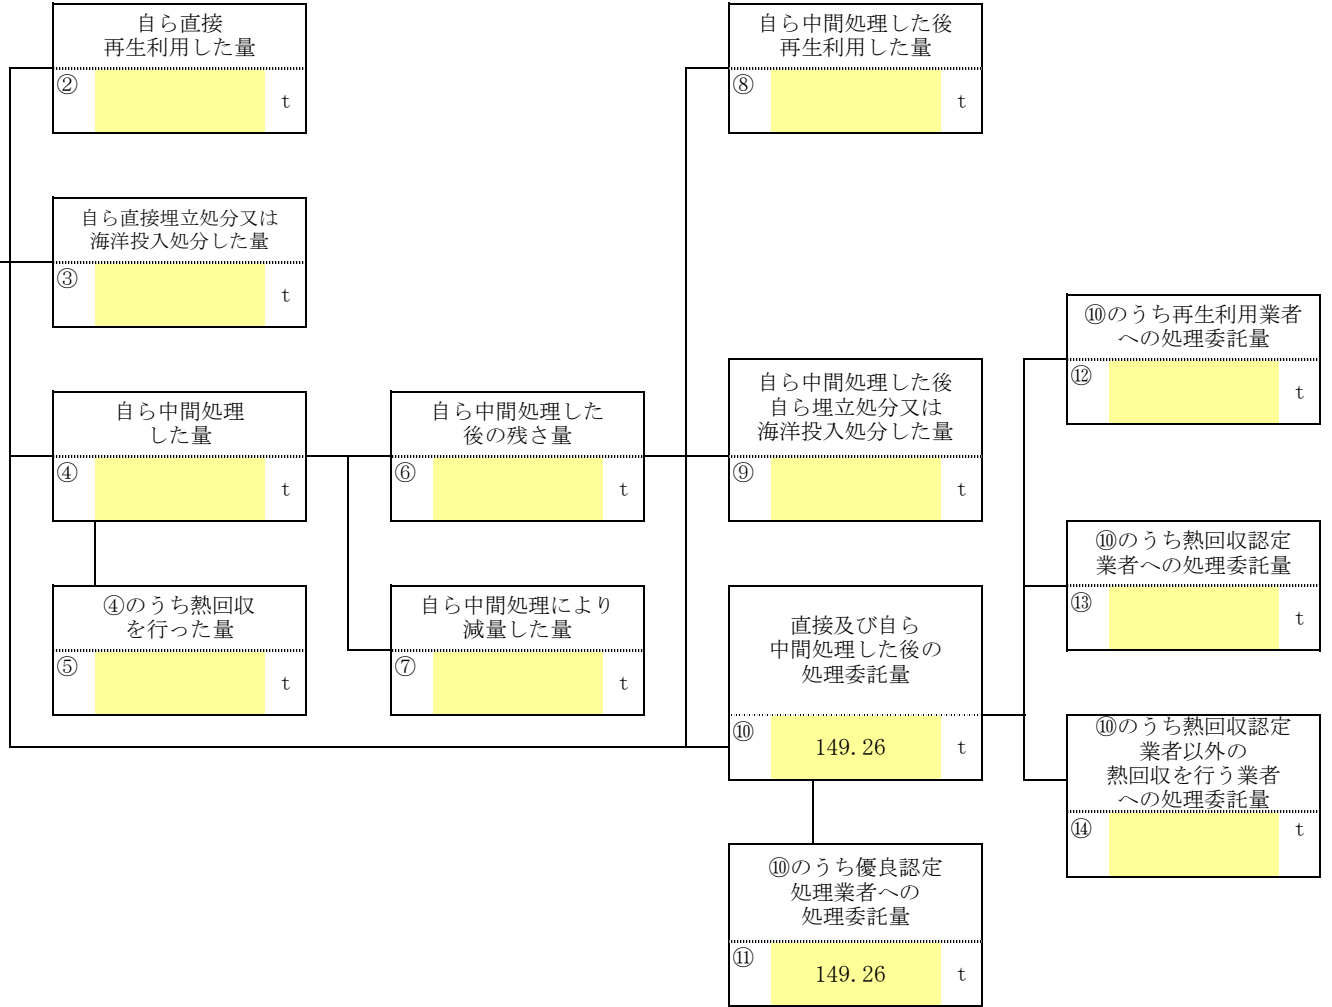 自ら直接
再生利用した量
②
t
自ら中間処理した後
再生利用した量
⑧
t
自ら直接埋立処分又は
海洋投入処分した量
③
t
⑩のうち再生利用業者
への処理委託量
⑫
t
自ら中間処理
した量
④
t
自ら中間処理した
後の残さ量
⑥
t
自ら中間処理した後
自ら埋立処分又は
海洋投入処分した量
⑨
t
⑩のうち熱回収認定
業者への処理委託量
⑬
t
④のうち熱回収
を行った量
⑤
t
自ら中間処理により
減量した量
⑦
t
直接及び自ら
中間処理した後の
処理委託量
⑩
149.26
t
⑩のうち熱回収認定
業者以外の
熱回収を行う業者
への処理委託量
⑭
t
⑩のうち優良認定
処理業者への
処理委託量
⑪
149.26
t